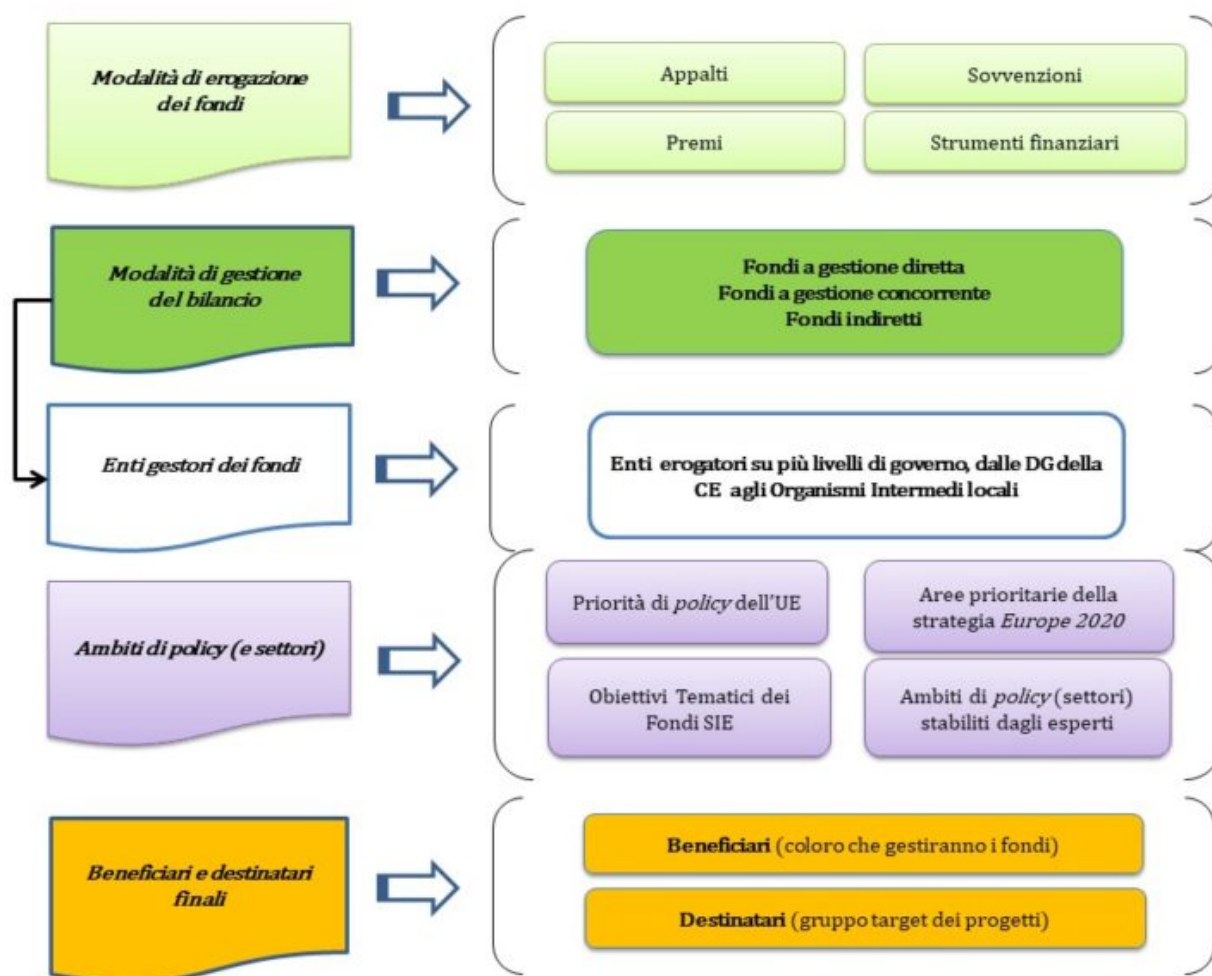 Modalità di erogazione
dei fondi
Appalti
Sovvenzioni
Premi
Strumenti finanziari
Modalità di gestione
del bilancio
Fondi a gestione diretta
Fondi a gestione concorrente
Fondi indiretti
Enti gestori dei fondi
Enti erogatori su più livelli di governo, dalle DG della
CE agli Organismi Intermedi locali
Ambiti di policy (e settori)
Priorità di policy dell'UE
Aree prioritarie della
strategia Europe 2020
Obiettivi Tematici dei
Fondi SIE
Ambiti di policy (settori)
stabiliti dagli esperti
Beneficiari e destinatari
finali
Beneficiari (coloro che gestiranno i fondi)
Destinatari (gruppo target dei progetti)